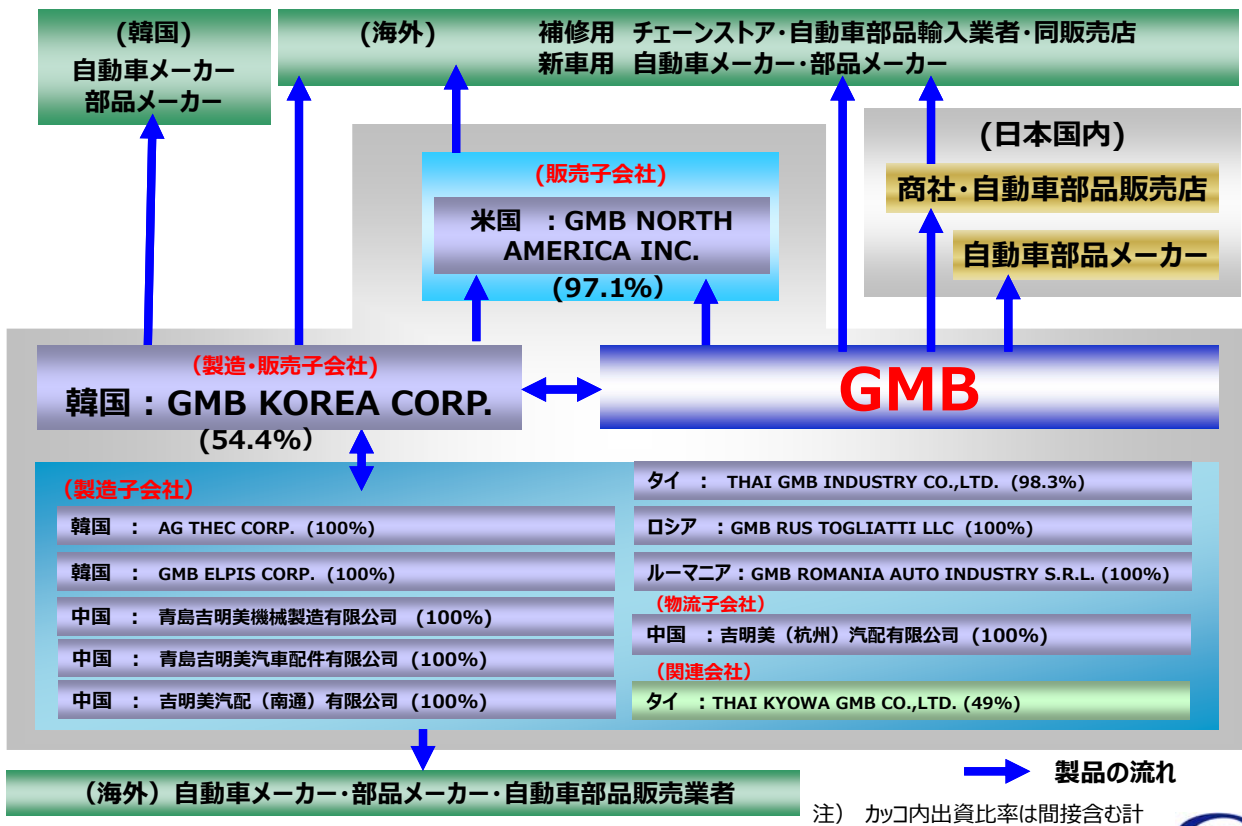 (韓国)
自動車メーカー
部品メーカー
(海外) 補修用 チェーンストア・自動車部品輸入業者・同販売店
新車用 自動車メーカー・部品メーカー
(日本国内)
商社・自動車部品販売店
自動車部品メーカー
(販売子会社)
米国 ：GMB NORTH
AMERICA INC.
(97.1%）
(製造・販売子会社)
韓国：GMB KOREA CORP.
(54.4%）
GMB
（製造子会社）
韓国 ： AG THEC CORP. (100%)
韓国 ： GMB ELPIS CORP. (100%)
中国 ： 青島吉明美機械製造有限公司 (100%)
中国 ： 青島吉明美汽車配件有限公司 (100%)
中国 ： 吉明美汽配（南通）有限公司 (100%)
タイ ： THAI GMB INDUSTRY CO.,LTD. (98.3%)
ロシア ：GMB RUS TOGLIATTI LLC (100%)
ルーマニア：GMB ROMANIA AUTO INDUSTRY S.R.L. (100%)
（物流子会社）
中国 ：吉明美（杭州）汽配有限公司 (100%)
（関連会社）
タイ ：THAI KYOWA GMB CO.,LTD. (49%)
（海外）自動車メーカー・部品メーカー・自動車部品販売業者
製品の流れ
注） カッコ内出資比率は間接含む計